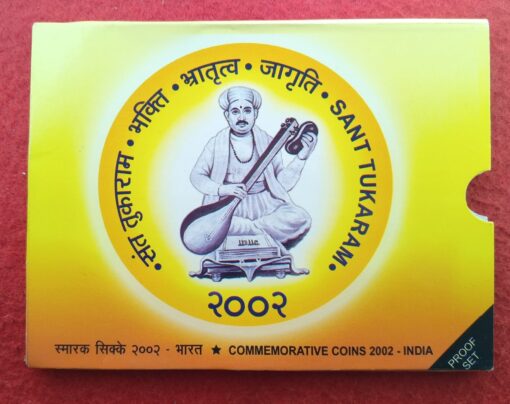 • संत तुकाराम • भक्ति • भ्रातृत्व • जागृति • SANT TUKARAM •
२००२
स्मारक सिक्के २००२ - भारत ★ COMMEMORATIVE COINS 2002 - INDIA
PROOF
SET